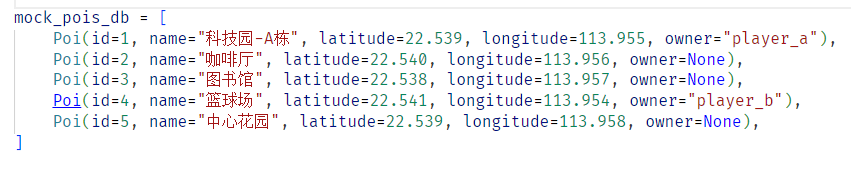 mock_pois_db = [
    Poi(id=1, name="科技园-A栋", latitude=22.539, longitude=113.955, owner="player_a"),
    Poi(id=2, name="咖啡厅", latitude=22.540, longitude=113.956, owner=None),
    Poi(id=3, name="图书馆", latitude=22.538, longitude=113.957, owner=None),
    Poi(id=4, name="篮球场", latitude=22.541, longitude=113.954, owner="player_b"),
    Poi(id=5, name="中心花园", latitude=22.539, longitude=113.958, owner=None),
]